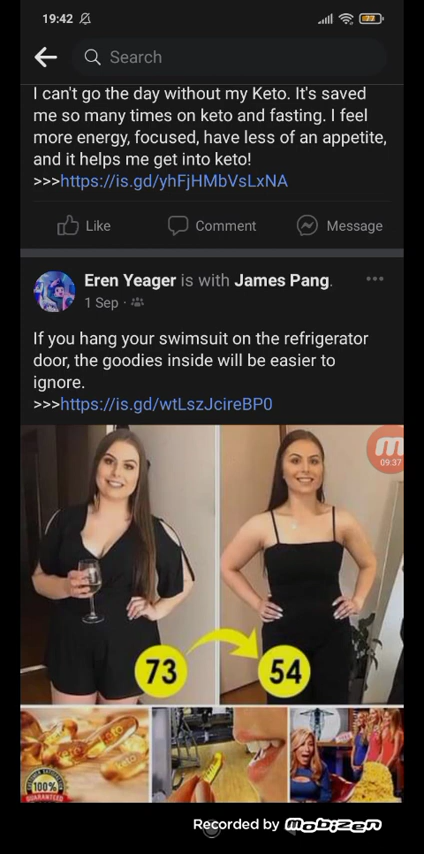 19:42
77
Search
I can't go the day without my Keto. It's saved
me so many times on keto and fasting. I feel
more energy, focused, have less of an appetite,
and it helps me get into keto!
>>>https://is.gd/yhFjHMbVsLxNA
Like
Comment
Message
Eren Yeager is with James Pang.
1 Sep
If you hang your swimsuit on the refrigerator
door, the goodies inside will be easier to
ignore.
>>>https://is.gd/wtLszJcireBP0
m
09:37
73
54
keto
keto
100%
GUARANTEED
Recorded by Mobizen